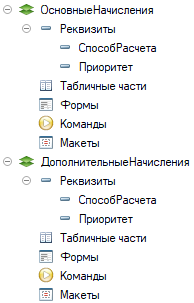 ОсновныеНачисления
Реквизиты
СпособРасчета
Приоритет
Табличные части
Формы
Команды
Макеты
ДополнительныеНачисления
Реквизиты
СпособРасчета
Приоритет
Табличные части
Формы
Команды
Макеты